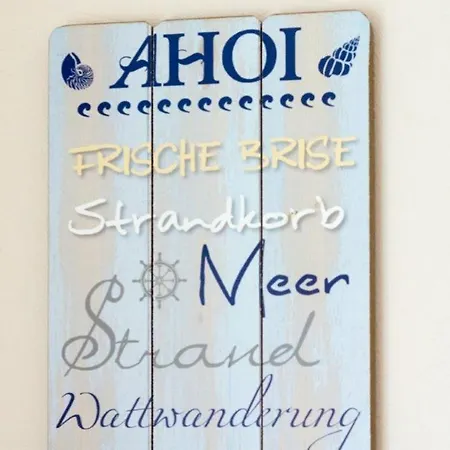 AHOI
FRISCHE BRISE
Strandkorb
Meer
Strand
Wattwanderung